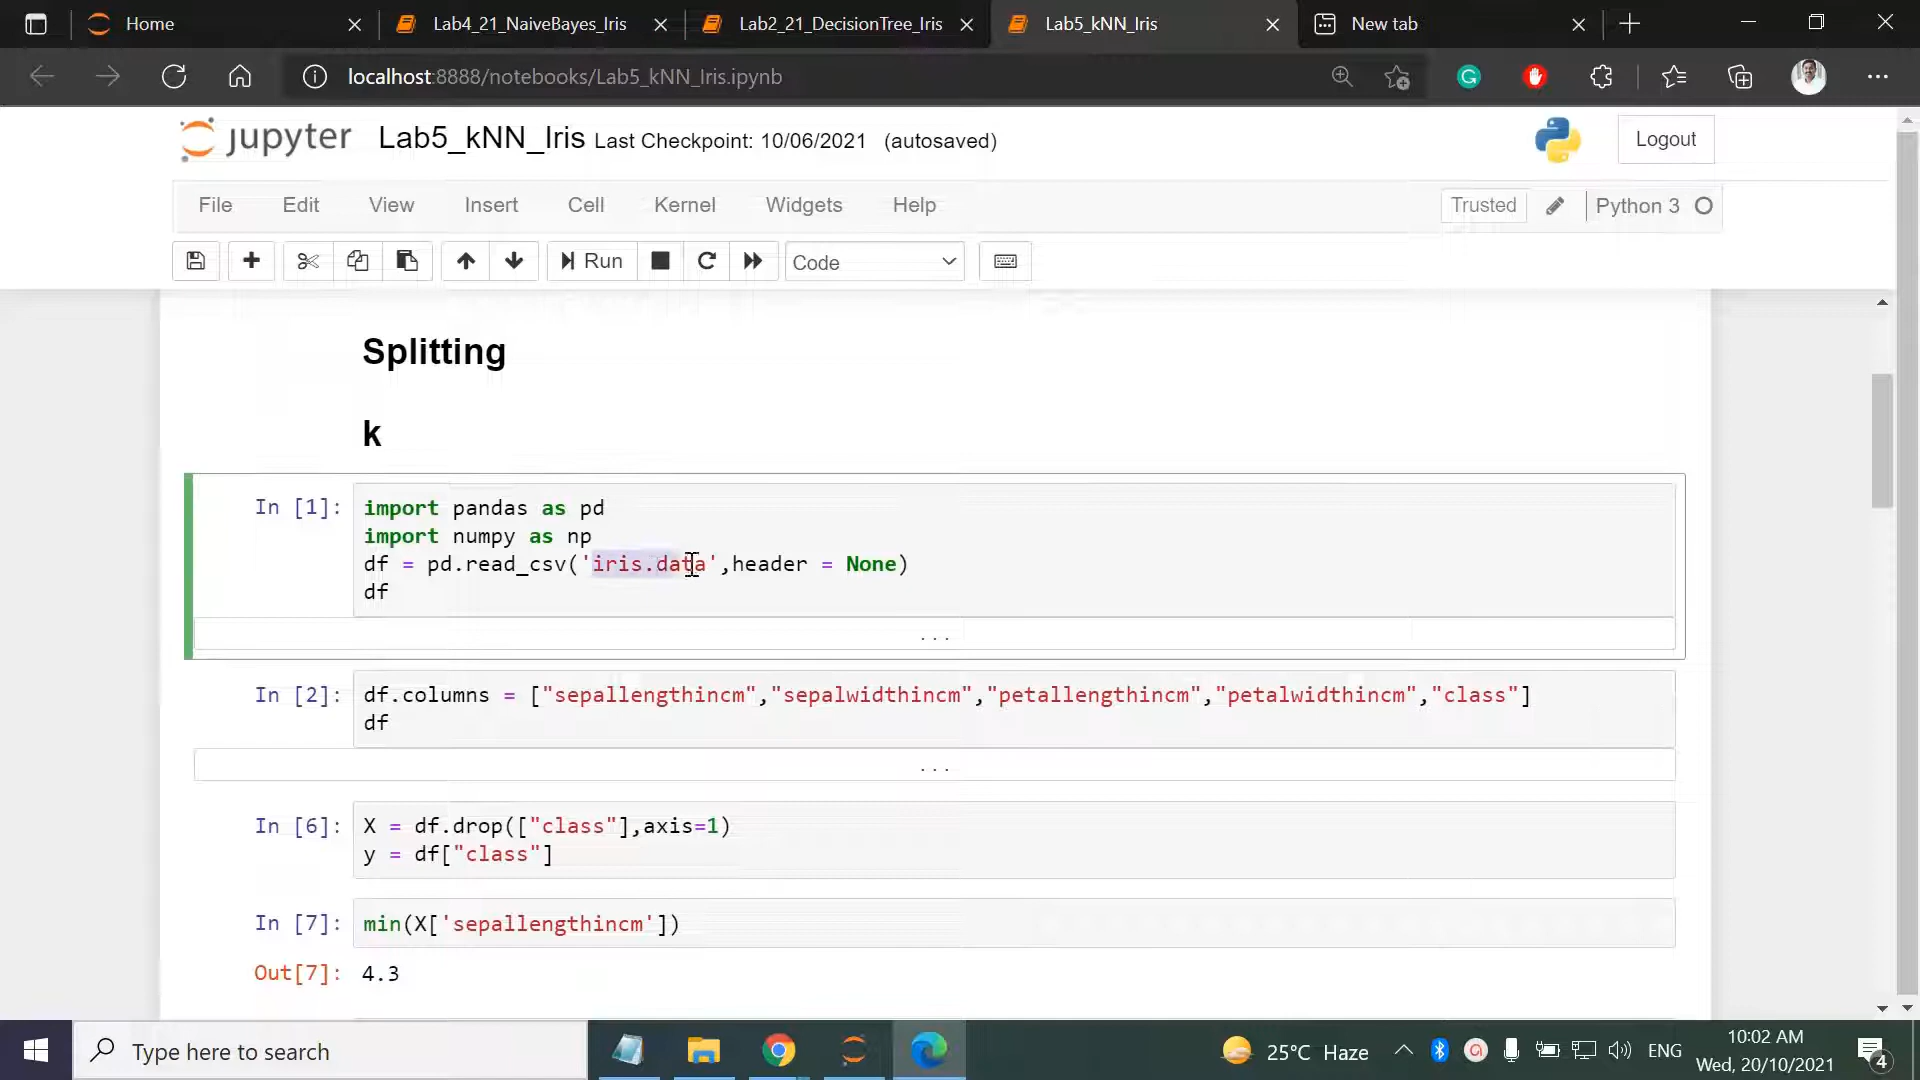 Home
Lab4_21_NaiveBayes_Iris
Lab2_21_DecisionTree_Iris
Lab5_kNN_Iris
New tab
localhost:8888/notebooks/Lab5_kNN_Iris.ipynb
jupyter Lab5_kNN_Iris Last Checkpoint: 10/06/2021 (autosaved)
Logout
File Edit View Insert Cell Kernel Widgets Help
Trusted Python 3
Run
Code
Splitting
k
In [1]: import pandas as pd
import numpy as np
df = pd.read_csv('iris.data',header = None)
df
...
In [2]: df.columns = ["sepallengthincm","sepalwidthincm","petallengthincm","petalwidthincm","class"]
df
...
In [6]: X = df.drop(["class"],axis=1)
y = df["class"]
In [7]: min(X['sepallengthincm'])
Out[7]: 4.3
Type here to search
25°C Haze
ENG
10:02 AM
Wed, 20/10/2021
4